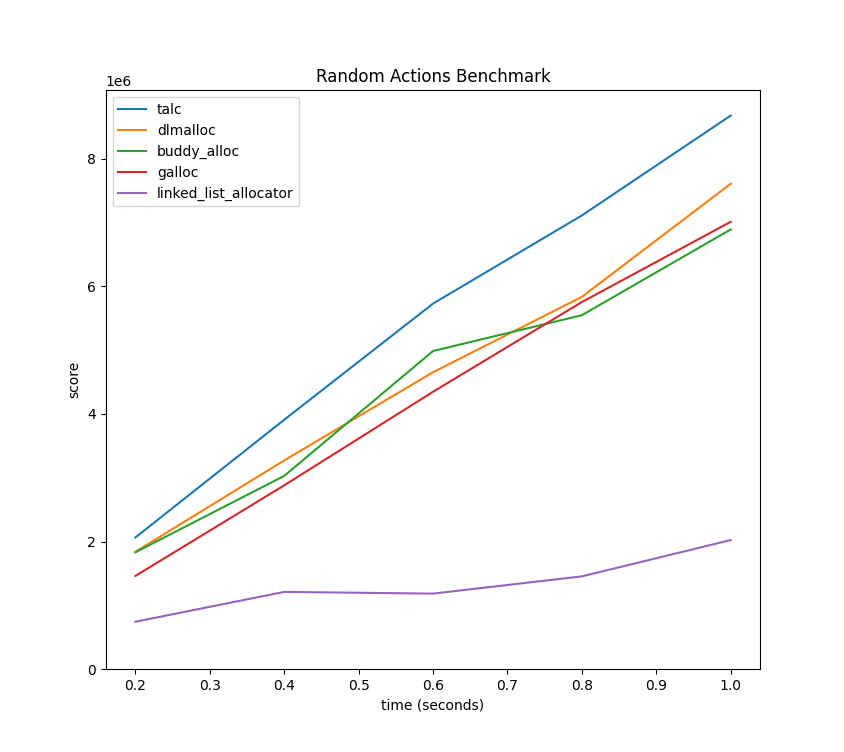 Random Actions Benchmark
1e6
talc
dlmalloc
buddy_alloc
galloc
linked_list_allocator
8
6
4
2
0
score
0.2 0.3 0.4 0.5 0.6 0.7 0.8 0.9 1.0
time (seconds)